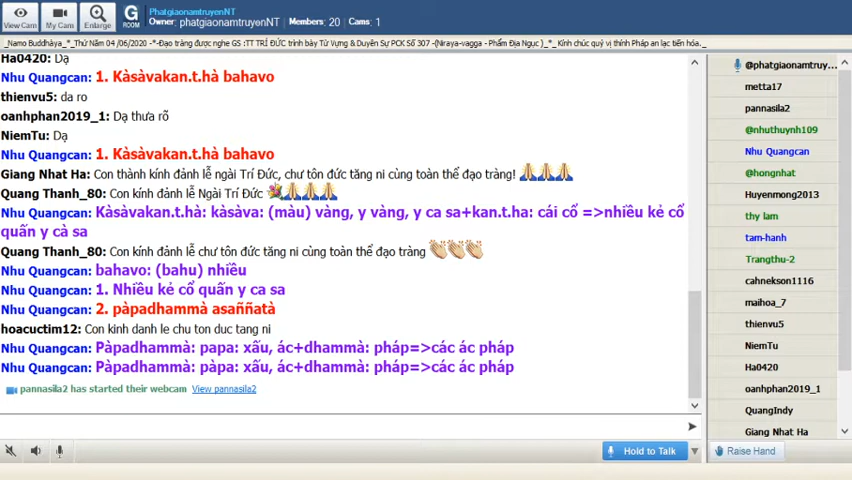 View Cam
My Cam
Enlarge
G
ROOM
PhatgiaonamtruyenNT
Owner: phatgiaonamtruyenNT | Members: 20 | Cams: 1
_Namo Buddhàya_*_Thứ Năm 04 /06/2020 -*-Đạo tràng được nghe GS :TT TRÍ ĐỨC trình bày Từ Vựng & Duyên Sự PCK Số 307 -(Niraya-vagga - Phẩm Địa Ngục )_*_Kính chúc quý vị thính Pháp an lạc tiến hóa._
Ha0420: Dạ
Nhu Quangcan: 1. Kàsàvakan.t.hà bahavo
thienvu5: da ro
oanhphan2019_1: Dạ thưa rõ
NiemTu: Dạ
Nhu Quangcan: 1. Kàsàvakan.t.hà bahavo
Giang Nhat Ha: Con thành kính đảnh lễ ngài Trí Đức, chư tôn đức tăng ni cùng toàn thể đạo tràng!
Quang Thanh_80: Con kính đảnh lễ Ngài Trí Đức
Nhu Quangcan: Kàsàvakan.t.hà: kàsàva: (màu) vàng, y vàng, y ca sa+kan.t.ha: cái cổ =>nhiều kẻ cổ
quấn y cà sa
Quang Thanh_80: Con kính đảnh lễ chư tôn đức tăng ni cùng toàn thể đạo tràng
Nhu Quangcan: bahavo: (bahu) nhiều
Nhu Quangcan: 1. Nhiều kẻ cổ quấn y ca sa
Nhu Quangcan: 2. pàpadhammà asaññatà
hoacuctim12: Con kinh danh le chu ton duc tang ni
Nhu Quangcan: Pàpadhammà: papa: xấu, ác+dhammà: pháp=>các ác pháp
Nhu Quangcan: Pàpadhammà: pàpa: xấu, ác+dhammà: pháp=>các ác pháp
pannasila2 has started their webcam View pannasila2
Hold to Talk
@phatgiaonamtruy...
metta17
pannasila2
@nhuthuynh109
Nhu Quangcan
@hongnhat
Huyenmong2013
thy lam
tam-hanh
Trangthu-2
cahnekson1116
maihoa_7
thienvu5
NiemTu
Ha0420
oanhphan2019_1
QuangIndy
Giang Nhat Ha
Raise Hand